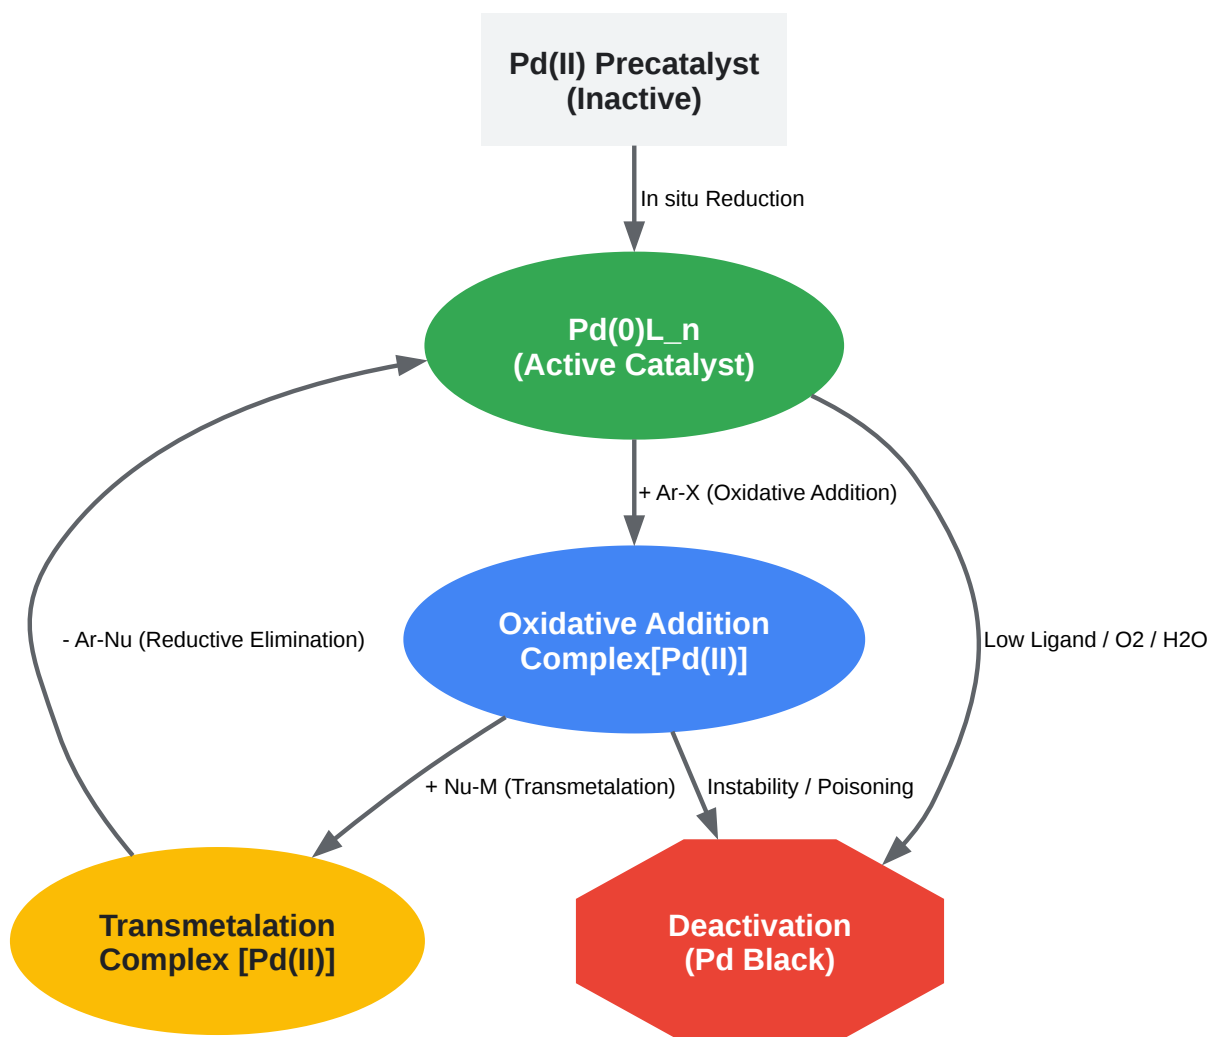 Pd(II) Precatalyst
(Inactive)
In situ Reduction
Pd(0)L_n
(Active Catalyst)
+ Ar-X (Oxidative Addition)
Oxidative Addition
Complex[Pd(II)]
- Ar-Nu (Reductive Elimination)
Low Ligand / O2 / H2O
+ Nu-M (Transmetalation)
Instability / Poisoning
Transmetalation
Complex [Pd(II)]
Deactivation
(Pd Black)